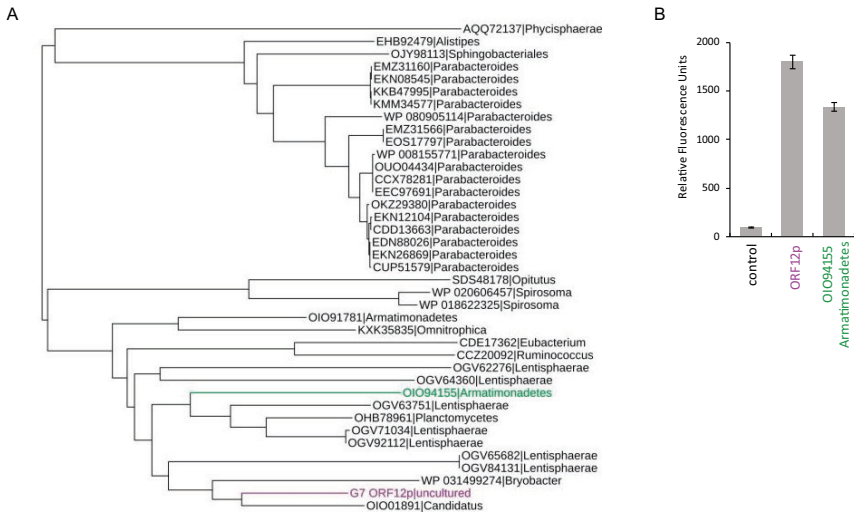 A
AQQ72137|Phycisphaerae
EHB92479|Alistipes
OJY98113|Sphingobacteriales
EMZ31160|Parabacteroides
EKN08545|Parabacteroides
KKB47995|Parabacteroides
KMM34577|Parabacteroides
WP 080905114|Parabacteroides
EMZ31566|Parabacteroides
EOS17797|Parabacteroides
WP 008155771|Parabacteroides
OUO04434|Parabacteroides
CCX78281|Parabacteroides
EEC97691|Parabacteroides
OKZ29380|Parabacteroides
EKN12104|Parabacteroides
CDD13663|Parabacteroides
EDN88026|Parabacteroides
EKN26869|Parabacteroides
CUP51579|Parabacteroides
SDS48178|Opitutus
WP 020606457|Spirosoma
WP 018622325|Spirosoma
OIO91781|Armatimonadetes
KXK35835|Omnitrophica
CDE17362|Eubacterium
CCZ20092|Ruminococcus
OGV62276|Lentisphaerae
OGV64360|Lentisphaerae
OIO94155|Armatimonadetes
OGV63751|Lentisphaerae
OHB78961|Planctomycetes
OGV71034|Lentisphaerae
OGV92112|Lentisphaerae
OGV65682|Lentisphaerae
OGV84131|Lentisphaerae
WP 031499274|Bryobacter
G7 ORF12p|uncultured
OIO01891|Candidatus
B
Relative Fluorescence Units
2000
1500
1000
500
0
control
ORF12p
OIO94155
Armatimonadetes